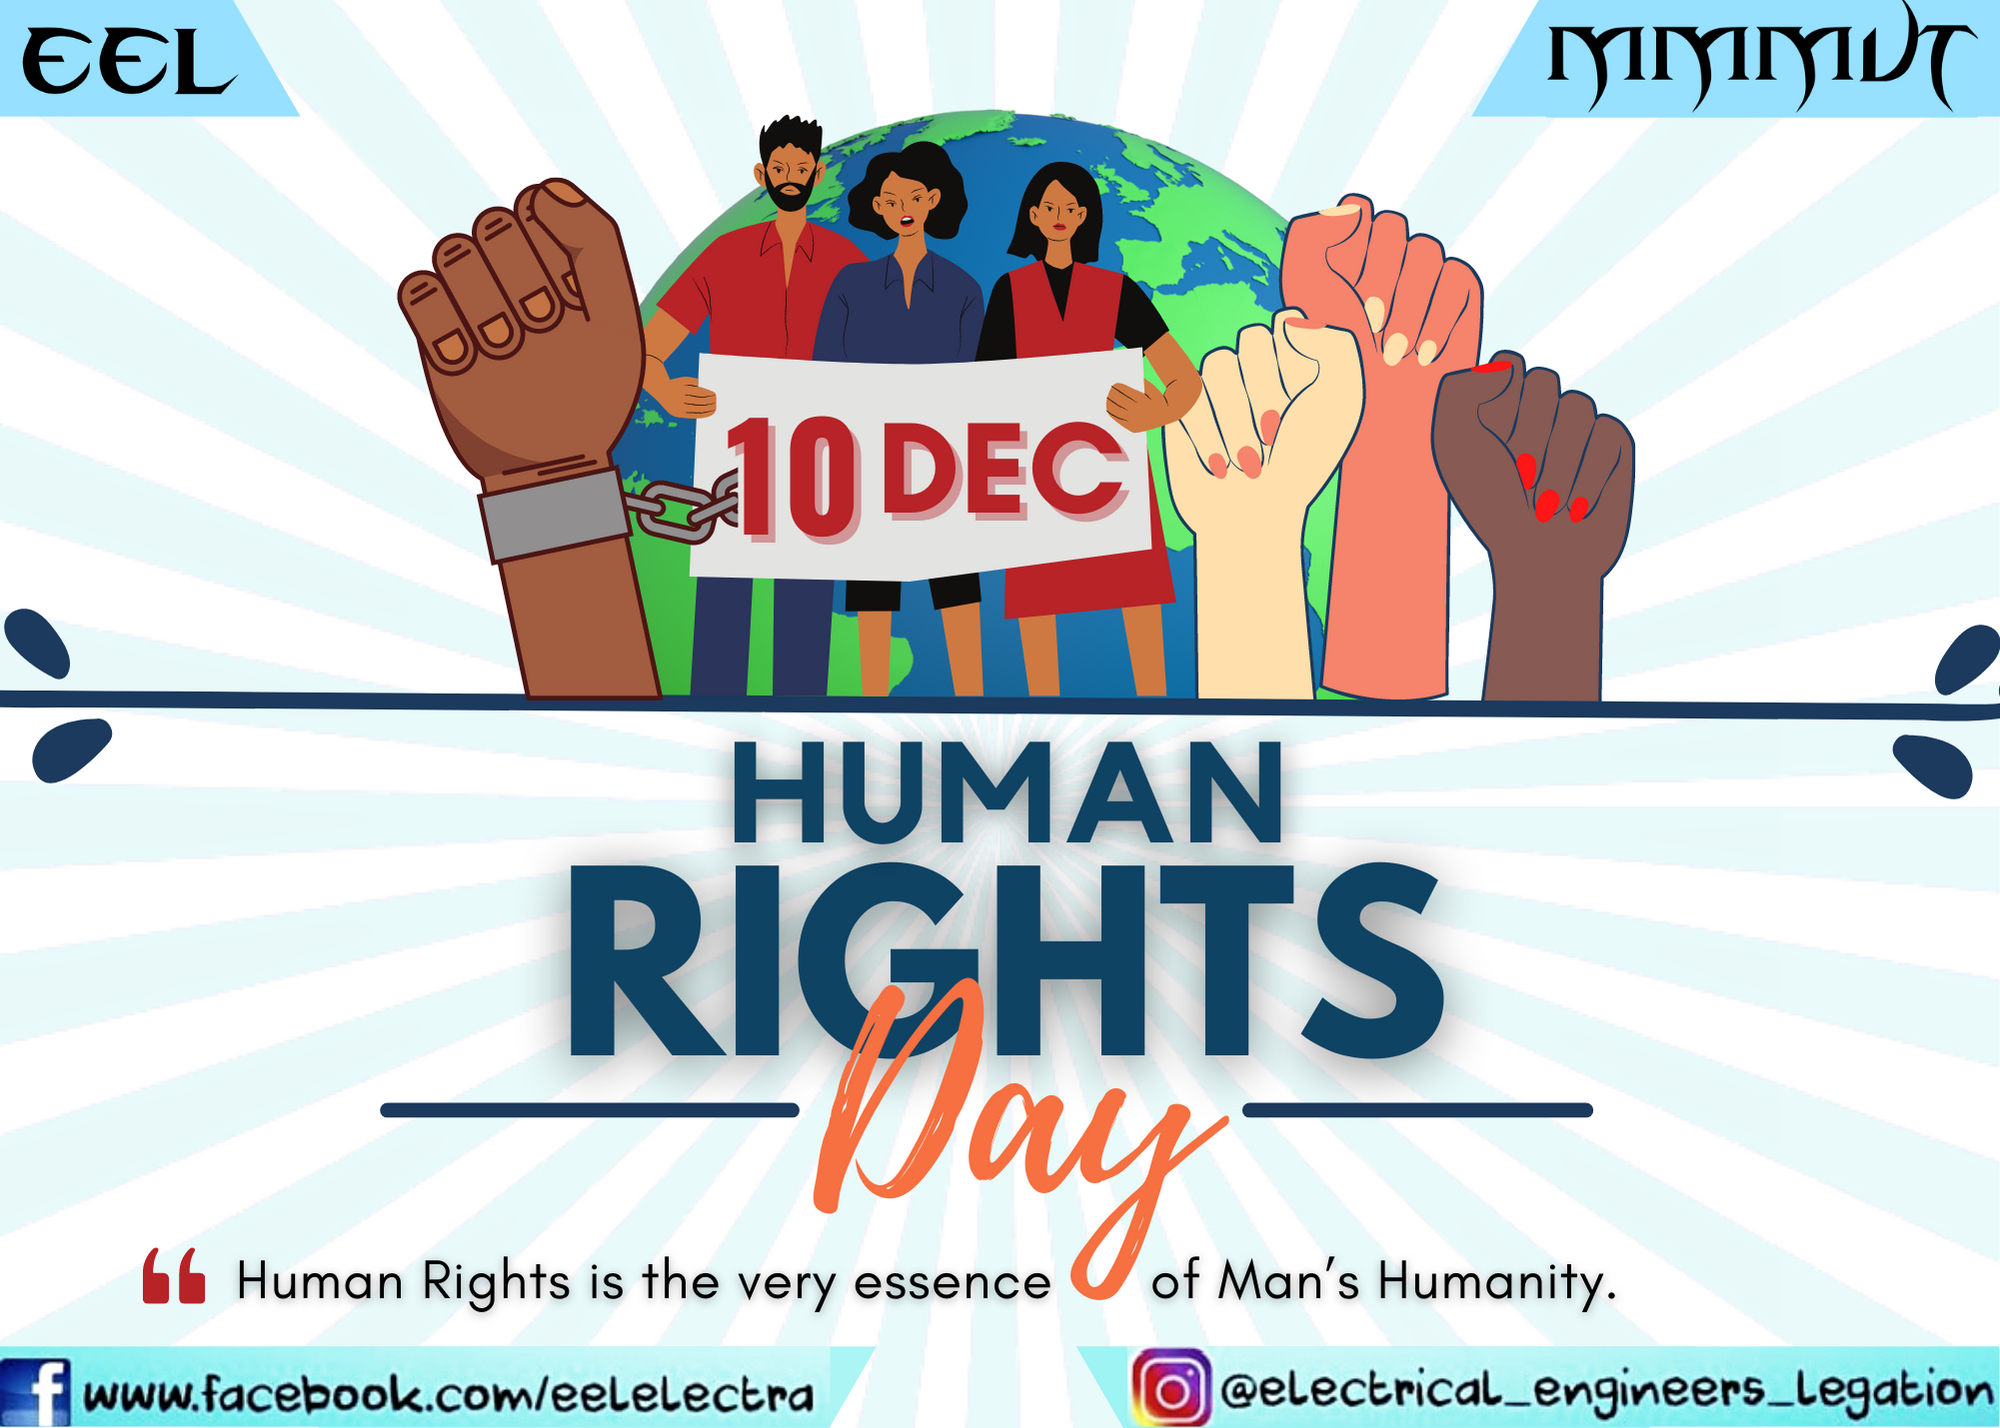 EEL
MMMUT
10 DEC
HUMAN
RIGHTS
Day
“ Human Rights is the very essence of Man’s Humanity.
f www.facebook.com/eelelectra
@electrical_engineers_legation